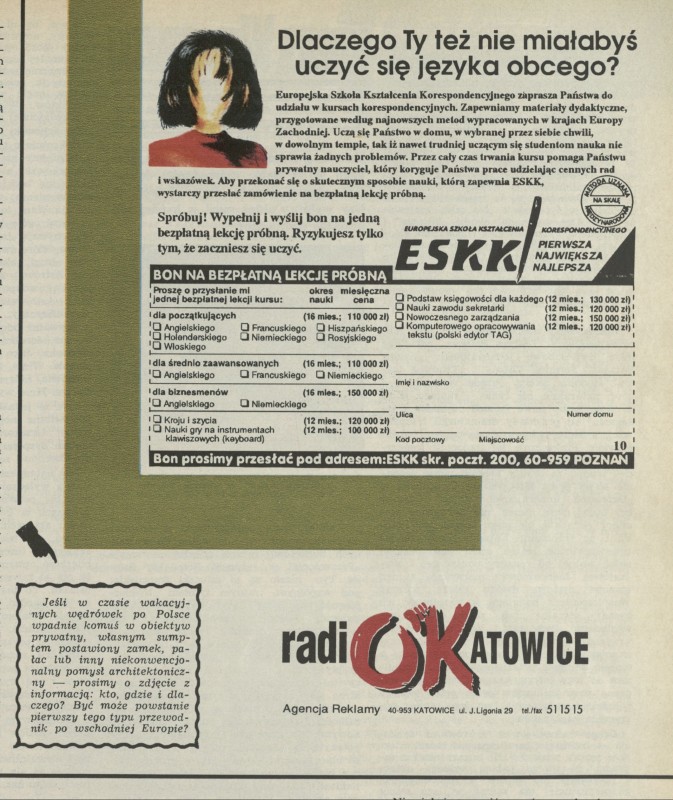 Dlaczego Ty też nie miałabyś
uczyć się języka obcego?
Europejska Szkoła Kształcenia Korespondencyjnego zaprasza Państwa do
udziału w kursach korespondencyjnych. Zapewniamy materiały dydaktyczne,
przygotowane według najnowszych metod wypracowanych w krajach Europy
Zachodniej. Uczą się Państwo w domu, w wybranej przez siebie chwili,
w dowolnym tempie, tak iż nawet trudniej uczącym się studentom nauka nie
sprawia żadnych problemów. Przez cały czas trwania kursu pomaga Państwu
prywatny nauczyciel, który koryguje Państwa prace udzielając cennych rad
i wskazówek. Aby przekonać się o skutecznym sposobie nauki, którą zapewnia ESKK,
wystarczy przesłać zamówienie na bezpłatną lekcję próbną.
METODA UZNANA
NA SKALĘ
MIĘDZYNARODOWĄ
Spróbuj! Wypełnij i wyślij bon na jedną
bezpłatną lekcję próbną. Ryzykujesz tylko
tym, że zaczniesz się uczyć.
EUROPEJSKA SZKOŁA KSZTAŁCENIA KORESPONDENCYJNEGO
ESKK
PIERWSZA
NAJWIĘKSZA
NAJLEPSZA
BON NA BEZPŁATNĄ LEKCJĘ PRÓBNĄ
Proszę o przysłanie mi okres miesięczna
jednej bezpłatnej lekcji kursu: nauki cena
dla początkujących (16 mies.; 110 000 zł)
Angielskiego Francuskiego Hiszpańskiego
Holenderskiego Niemieckiego Rosyjskiego
Włoskiego
dla średnio zaawansowanych (16 mies.; 110 000 zł)
Angielskiego Francuskiego Niemieckiego
dla biznesmenów (16 mies.; 150 000 zł)
Angielskiego Niemieckiego
Kroju i szycia (12 mies.; 120 000 zł)
Nauki gry na instrumentach (12 mies.; 100 000 zł)
klawiszowych (keyboard)
Podstaw księgowości dla każdego (12 mies.; 130 000 zł)
Nauki zawodu sekretarki (12 mies.; 120 000 zł)
Nowoczesnego zarządzania (12 mies.; 150 000 zł)
Komputerowego opracowywania (12 mies.; 120 000 zł)
tekstu (polski edytor TAG)
Imię i nazwisko
Ulica Numer domu
Kod pocztowy Miejscowość
10
Bon prosimy przesłać pod adresem:ESKK skr. poczt. 200, 60-959 POZNAŃ
Jeśli w czasie wakacyj-
nych wędrówek po Polsce
wpadnie komuś w obiektyw
prywatny, własnym sump-
tem postawiony zamek, pa-
łac lub inny niekonwencjo-
nalny pomysł architektonicz-
ny — prosimy o zdjęcie z
informacją: kto, gdzie i dla-
czego? Być może powstanie
pierwszy tego typu przewod-
nik po wschodniej Europie?
radiOKATOWICE
Agencja Reklamy 40-953 KATOWICE ul. J.Ligonia 29 tel./fax 511515